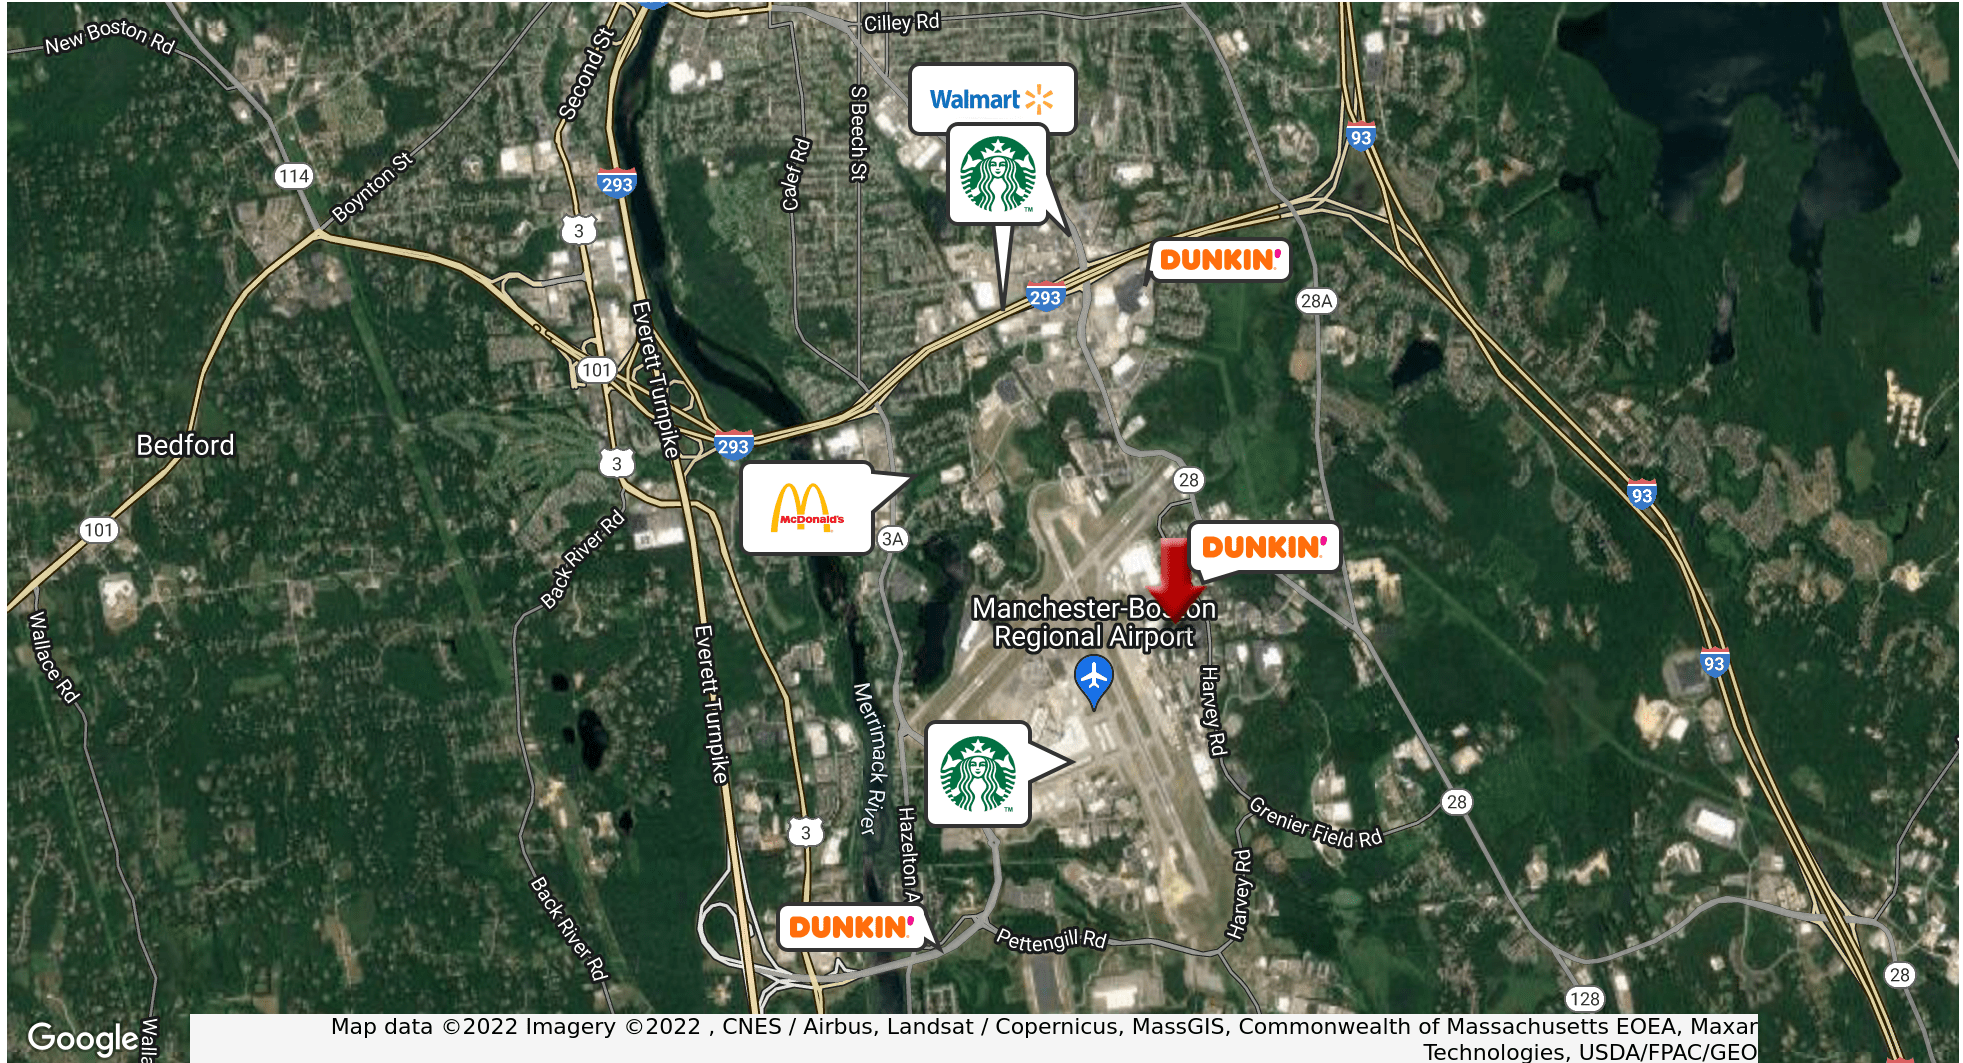 New Boston Rd
Cilley Rd
Second St
S Beech St
Walmart
93
TM
114
Boynton St
293
Calef Rd
3
DUNKIN'
293
28A
Everett Turnpike
101
Bedford
293
3
McDonald's
28
93
101
Back River Rd
3A
DUNKIN'
Manchester-Boston
Regional Airport
Wallace Rd
Everett Turnpike
Merrimack River
Harvey Rd
93
TM
28
3
Hazelton A
Grenier Field Rd
Harvey Rd
Back River Rd
DUNKIN'
Pettengill Rd
28
128
Google
Walla
Map data ©2022 Imagery ©2022 , CNES / Airbus, Landsat / Copernicus, MassGIS, Commonwealth of Massachusetts EOEA, Maxar
Technologies, USDA/FPAC/GEO